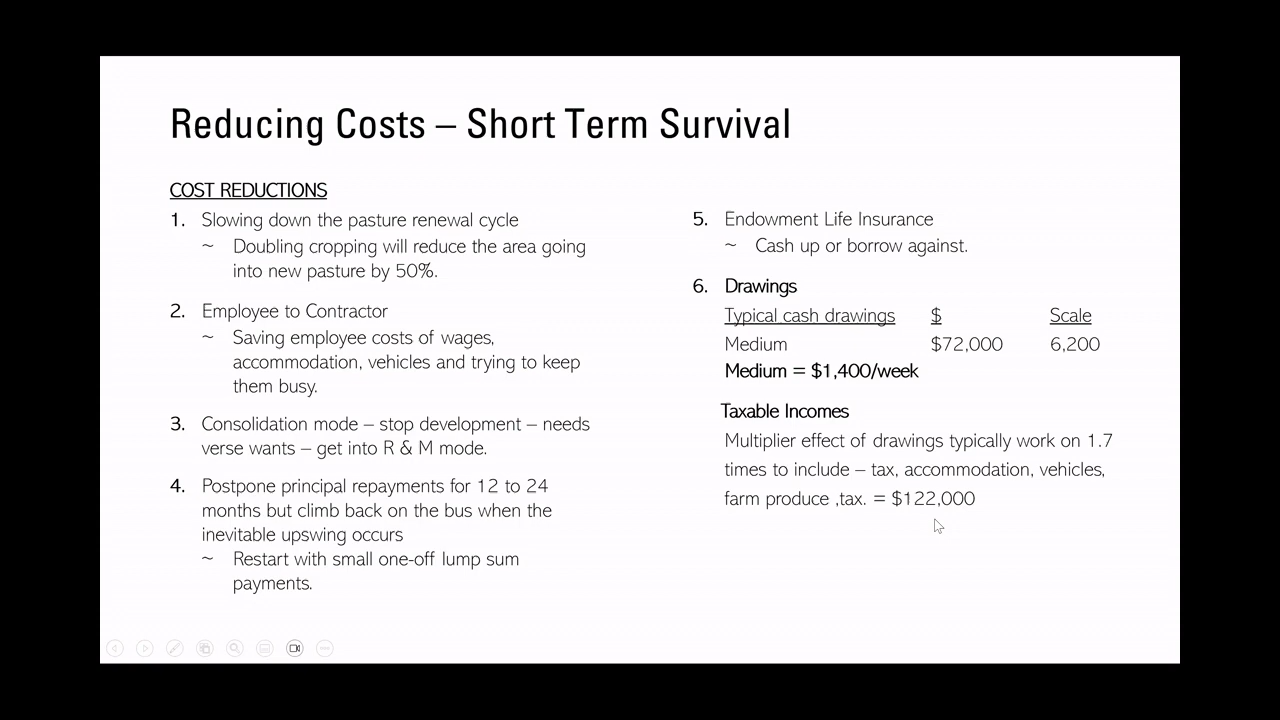 Reducing Costs – Short Term Survival
COST REDUCTIONS
1. Slowing down the pasture renewal cycle
~ Doubling cropping will reduce the area going
into new pasture by 50%.
2. Employee to Contractor
~ Saving employee costs of wages,
accommodation, vehicles and trying to keep
them busy.
3. Consolidation mode – stop development – needs
verse wants – get into R & M mode.
4. Postpone principal repayments for 12 to 24
months but climb back on the bus when the
inevitable upswing occurs
~ Restart with small one-off lump sum
payments.
5. Endowment Life Insurance
~ Cash up or borrow against.
6. Drawings
Typical cash drawings $ Scale
Medium $72,000 6,200
Medium = $1,400/week
Taxable Incomes
Multiplier effect of drawings typically work on 1.7
times to include – tax, accommodation, vehicles,
farm produce ,tax. = $122,000